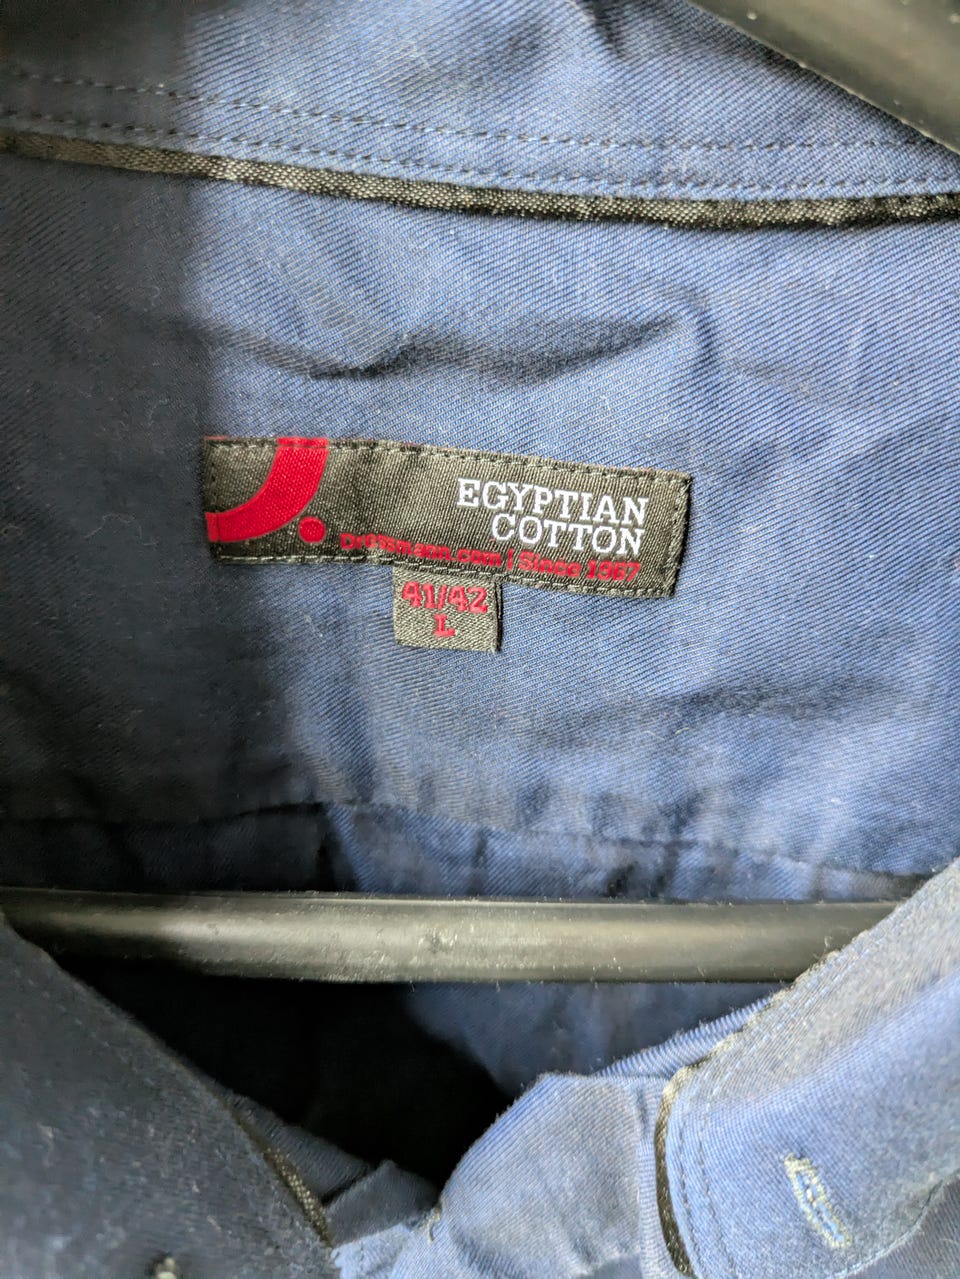 EGYPTIAN
COTTON
Dressmann.com | Since 1967
41/42
L